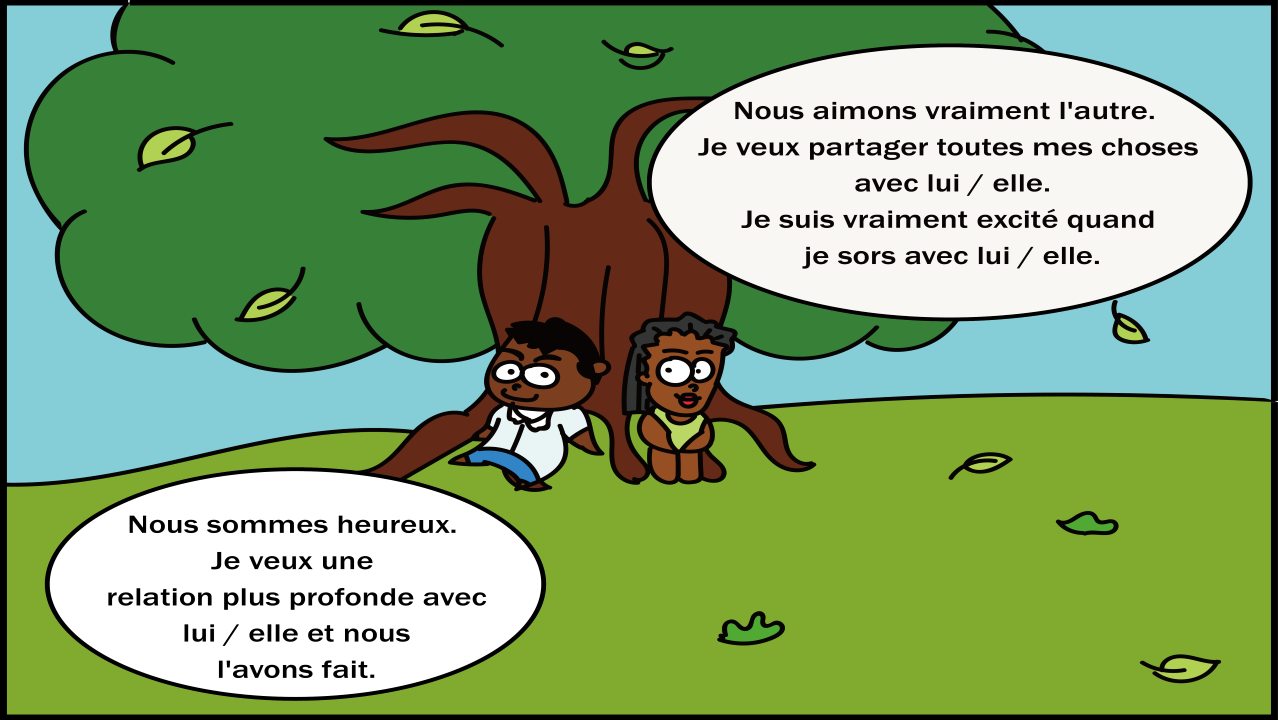 Nous aimons vraiment l'autre.
Je veux partager toutes mes choses
avec lui / elle.
Je suis vraiment excité quand
je sors avec lui / elle.
Nous sommes heureux.
Je veux une
relation plus profonde avec
lui / elle et nous
l'avons fait.